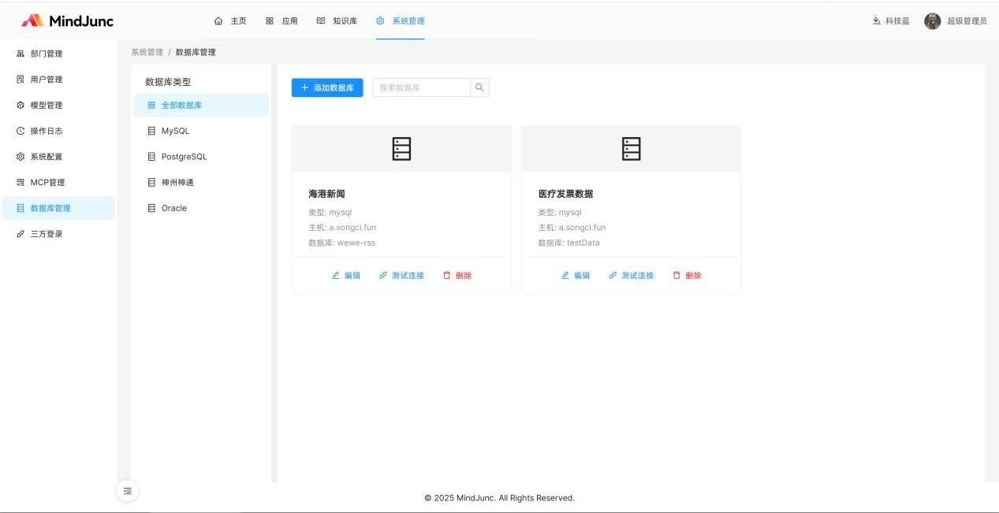 MindJunc
主页 应用 知识库 系统管理
科技蓝 超级管理员
部门管理
用户管理
模型管理
操作日志
系统配置
MCP管理
数据库管理
三方登录
系统管理 / 数据库管理
数据库类型
全部数据库
MySQL
PostgreSQL
神州神通
Oracle
添加数据库 搜索数据库
海港新闻
类型: mysql
主机: a.songci.fun
数据库: wewe-rss
编辑 测试连接 删除
医疗发票数据
类型: mysql
主机: a.songci.fun
数据库: testData
编辑 测试连接 删除
© 2025 MindJunc. All Rights Reserved.